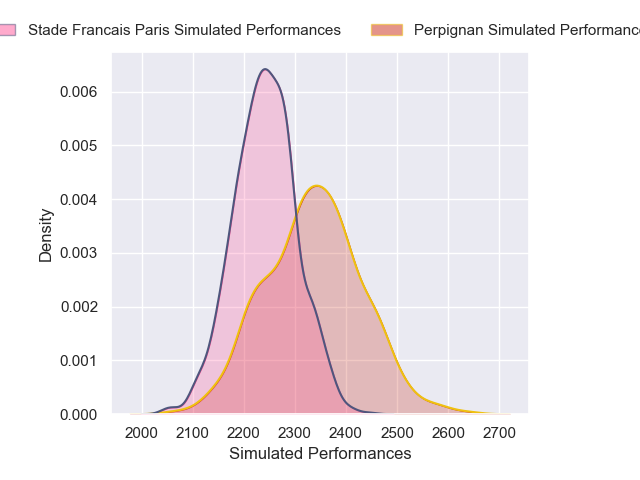 Stade Francais Paris Simulated Performances
Perpignan Simulated Performanc
0.006
0.005
0.004
0.003
0.002
0.001
0.000
Density
2000 2100 2200 2300 2400 2500 2600 2700
Simulated Performances